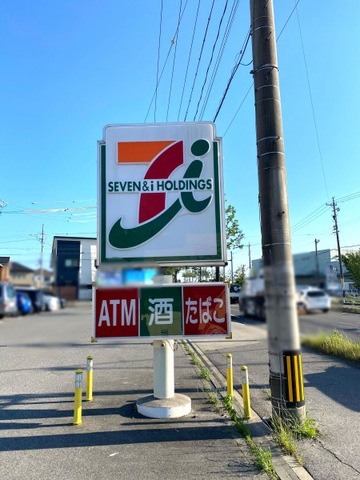 SEVEN&i HOLDINGS
ATM 酒 たばこ